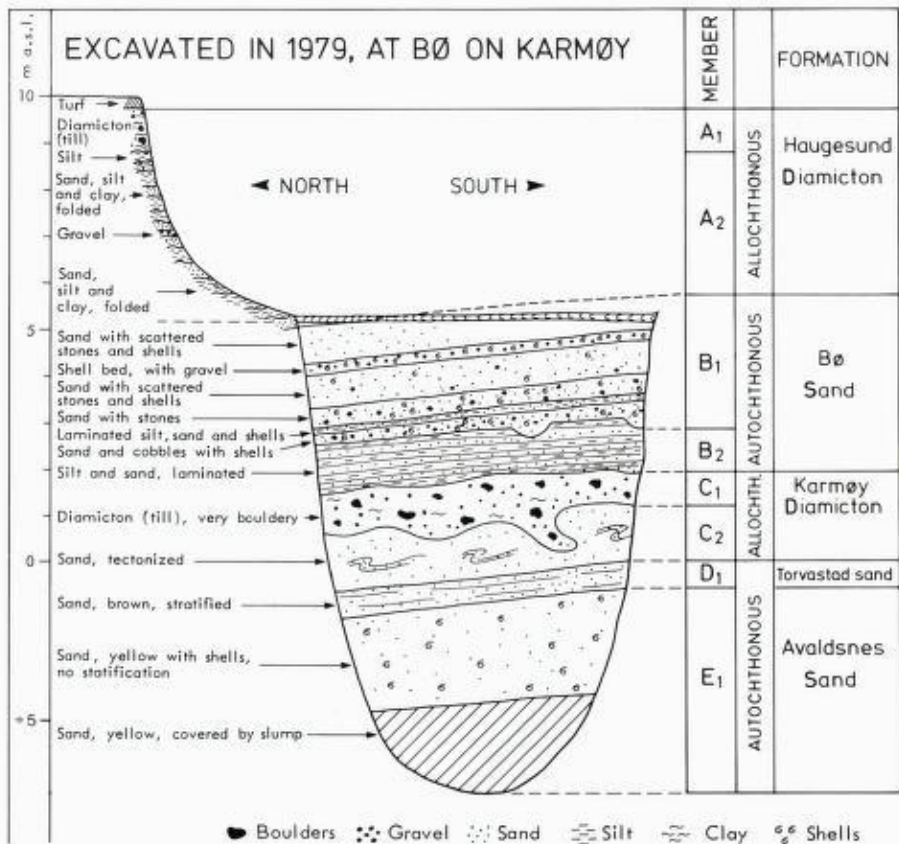 m a.s.l.
EXCAVATED IN 1979, AT BØ ON KARMØY
MEMBER
FORMATION
10
Turf
Diamicton
(till)
Silt
Sand, silt
and clay,
folded
Gravel
Sand,
silt and
clay, folded
NORTH
SOUTH
5
Sand with scattered
stones and shells
Shell bed, with gravel
Sand with scattered
stones and shells
Sand with stones
Laminated silt, sand and shells
Sand and cobbles with shells
Silt and sand, laminated
Diamicton (till), very bouldery
0
Sand, tectonized
Sand, brown, stratified
Sand, yellow with shells,
no statification
÷5
Sand, yellow, covered by slump
A1
A2
B1
B2
C1
C2
D1
E1
ALLOCHTHONOUS
AUTOCHTHONOUS
ALLOCHTH.
AUTOCHTHONOUS
Haugesund
Diamicton
Bø
Sand
Karmøy
Diamicton
Torvastad sand
Avaldsnes
Sand
Boulders
Gravel
Sand
Silt
Clay
Shells